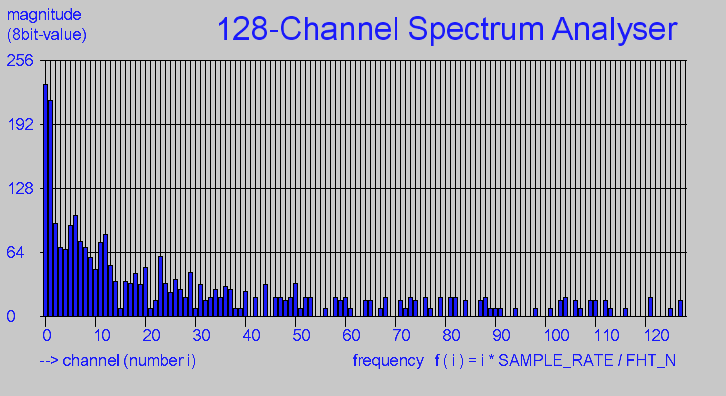 magnitude
(8bit-value)
128-Channel Spectrum Analyser
256
192
128
64
0
0 10 20 30 40 50 60 70 80 90 100 110 120
--> channel (number i)
frequency f ( i ) = i * SAMPLE_RATE / FHT_N